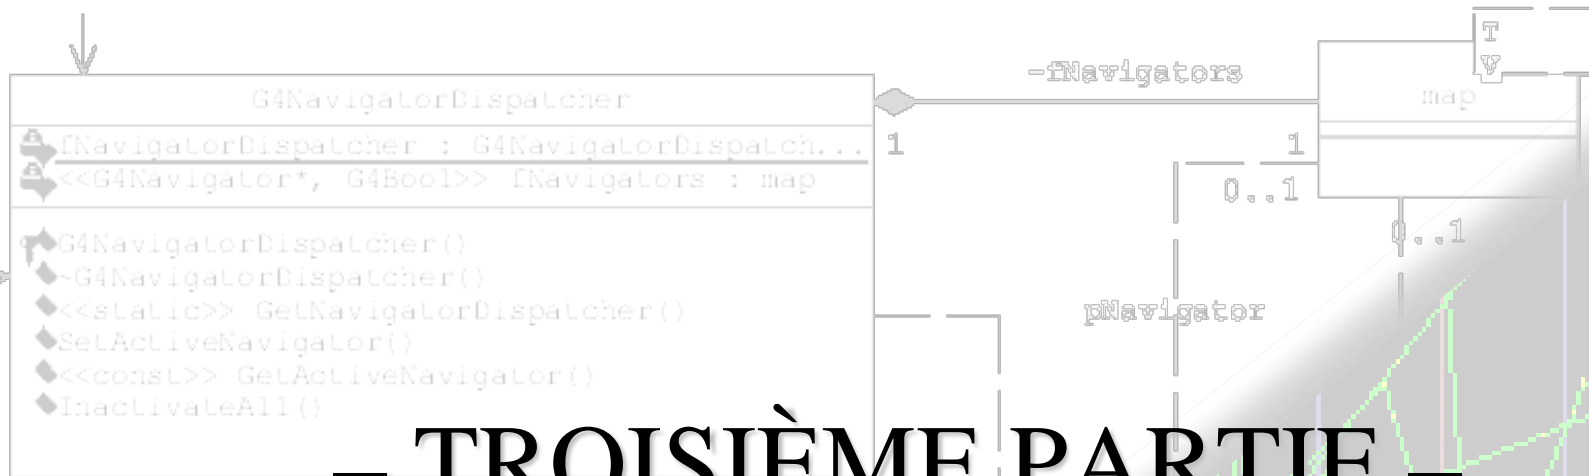 T
V
-fNavigators
G4NavigatorDispatcher
map
fNavigatorDispatcher : G4NavigatorDispatch...
1
1
<<G4Navigator*, G4Bool>> fNavigators : map
0..1
G4NavigatorDispatcher()
0..1
~G4NavigatorDispatcher()
<<static>> GetNavigatorDispatcher()
pNavigator
SetActiveNavigator()
<<const>> GetActiveNavigator()
InactivateAll()
– TROISIÈME PARTIE –